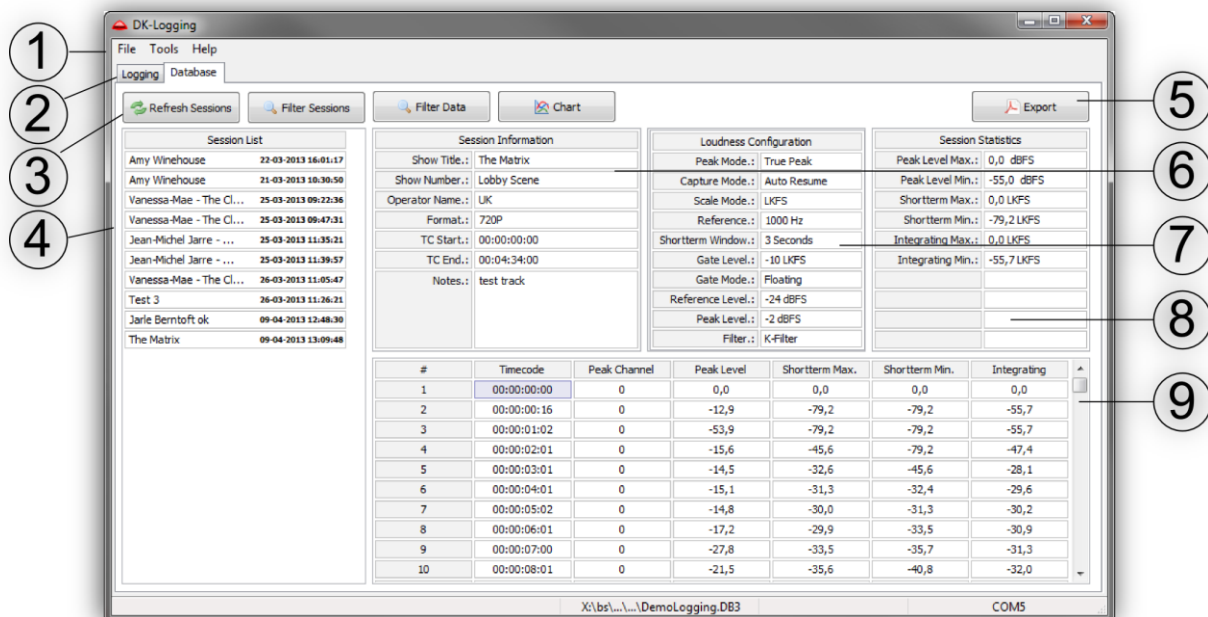 DK-Logging
1
File Tools Help
2
Logging Database
3
Refresh Sessions Filter Sessions Filter Data Chart Export
5
4
Session List
Amy Winehouse 22-03-2013 16:01:17
Amy Winehouse 21-03-2013 10:30:50
Vanessa-Mae - The Cl... 25-03-2013 09:22:36
Vanessa-Mae - The Cl... 25-03-2013 09:47:31
Jean-Michel Jarre - ... 25-03-2013 11:35:21
Jean-Michel Jarre - ... 25-03-2013 11:39:57
Vanessa-Mae - The Cl... 26-03-2013 11:05:47
Test 3 26-03-2013 11:26:21
Jarle Berntoft ok 09-04-2013 12:48:30
The Matrix 09-04-2013 13:09:48
Session Information
Show Title.: The Matrix
Show Number.: Lobby Scene
Operator Name.: UK
Format.: 720P
TC Start.: 00:00:00:00
TC End.: 00:04:34:00
Notes.: test track
6
Loudness Configuration
Peak Mode.: True Peak
Capture Mode.: Auto Resume
Scale Mode.: LKFS
Reference.: 1000 Hz
Shortterm Window.: 3 Seconds
Gate Level.: -10 LKFS
Gate Mode.: Floating
Reference Level.: -24 dBFS
Peak Level.: -2 dBFS
Filter.: K-Filter
7
Session Statistics
Peak Level Max.: 0,0 dBFS
Peak Level Min.: -55,0 dBFS
Shortterm Max.: 0,0 LKFS
Shortterm Min.: -79,2 LKFS
Integrating Max.: 0,0 LKFS
Integrating Min.: -55,7 LKFS
8
# Timecode Peak Channel Peak Level Shortterm Max. Shortterm Min. Integrating
1 00:00:00:00 0 0,0 0,0 0,0 0,0
2 00:00:00:16 0 -12,9 -79,2 -79,2 -55,7
3 00:00:01:02 0 -53,9 -79,2 -79,2 -55,7
4 00:00:02:01 0 -15,6 -45,6 -79,2 -47,4
5 00:00:03:01 0 -14,5 -32,6 -45,6 -28,1
6 00:00:04:01 0 -15,1 -31,3 -32,4 -29,6
7 00:00:05:02 0 -14,8 -30,0 -31,3 -30,2
8 00:00:06:01 0 -17,2 -29,9 -33,5 -30,9
9 00:00:07:00 0 -27,8 -33,5 -35,7 -31,3
10 00:00:08:01 0 -21,5 -35,6 -40,8 -32,0
9
X:\bs\...\...\DemoLogging.DB3 COM5